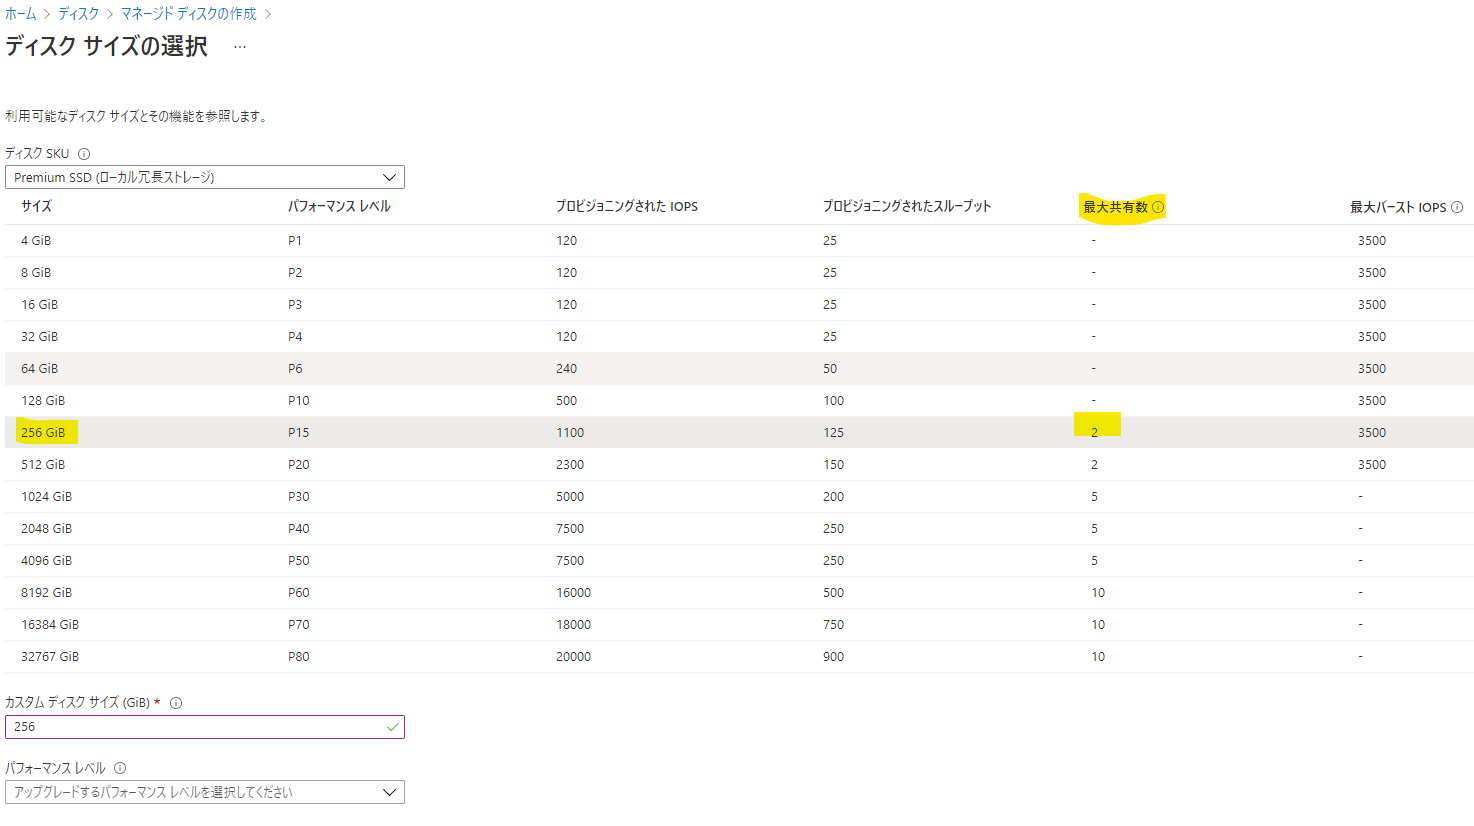 ホーム > ディスク > マネージド ディスクの作成 >
ディスク サイズの選択 …
利用可能なディスク サイズとその機能を参照します。
ディスク SKU
Premium SSD (ローカル冗長ストレージ)
サイズ パフォーマンス レベル プロビジョニングされた IOPS プロビジョニングされたスループット 最大共有数 最大バースト IOPS
4 GiB P1 120 25 - 3500
8 GiB P2 120 25 - 3500
16 GiB P3 120 25 - 3500
32 GiB P4 120 25 - 3500
64 GiB P6 240 50 - 3500
128 GiB P10 500 100 - 3500
256 GiB P15 1100 125 2 3500
512 GiB P20 2300 150 2 3500
1024 GiB P30 5000 200 5 -
2048 GiB P40 7500 250 5 -
4096 GiB P50 7500 250 5 -
8192 GiB P60 16000 500 10 -
16384 GiB P70 18000 750 10 -
32767 GiB P80 20000 900 10 -
カスタム ディスク サイズ (GiB) *
256
パフォーマンス レベル
アップグレードするパフォーマンス レベルを選択してください